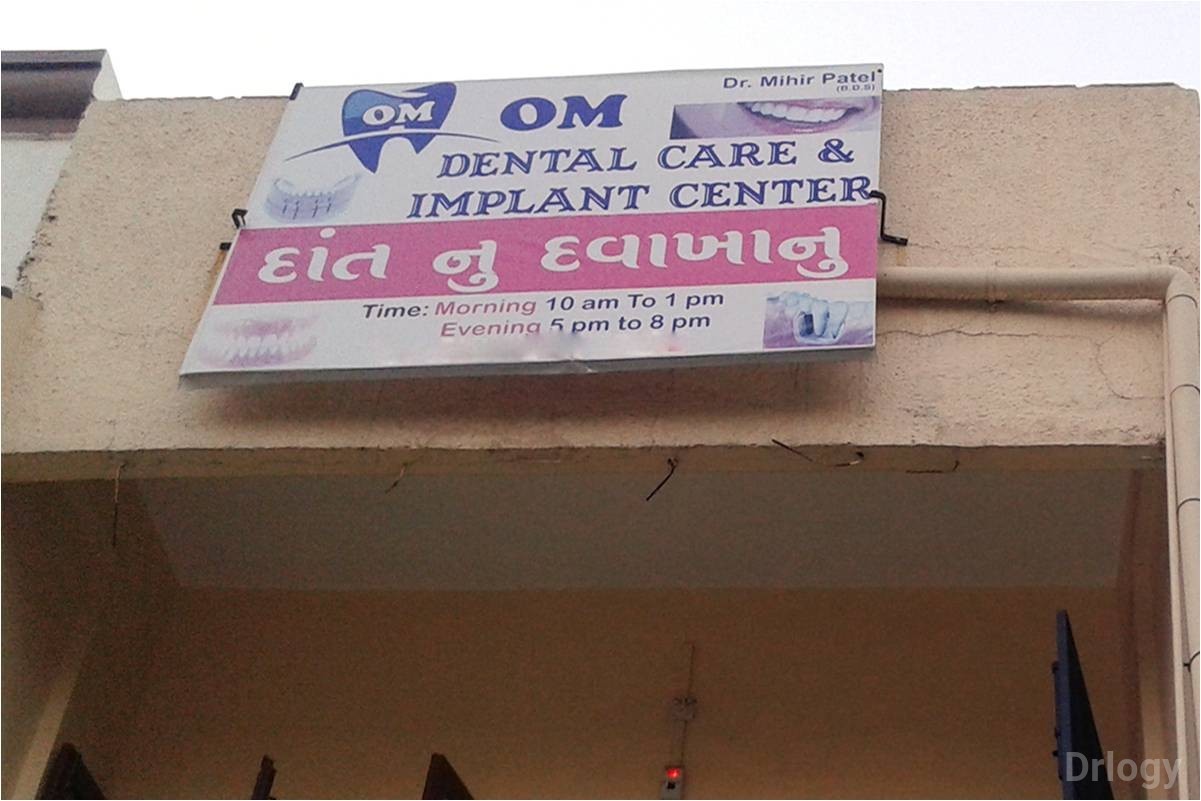 Dr. Mihir Patel
(B.D.S)
OM
OM
DENTAL CARE &
IMPLANT CENTER
દાંત નુ દવાખાનુ
Time: Morning 10 am To 1 pm
Evening 5 pm to 8 pm
Drlogy